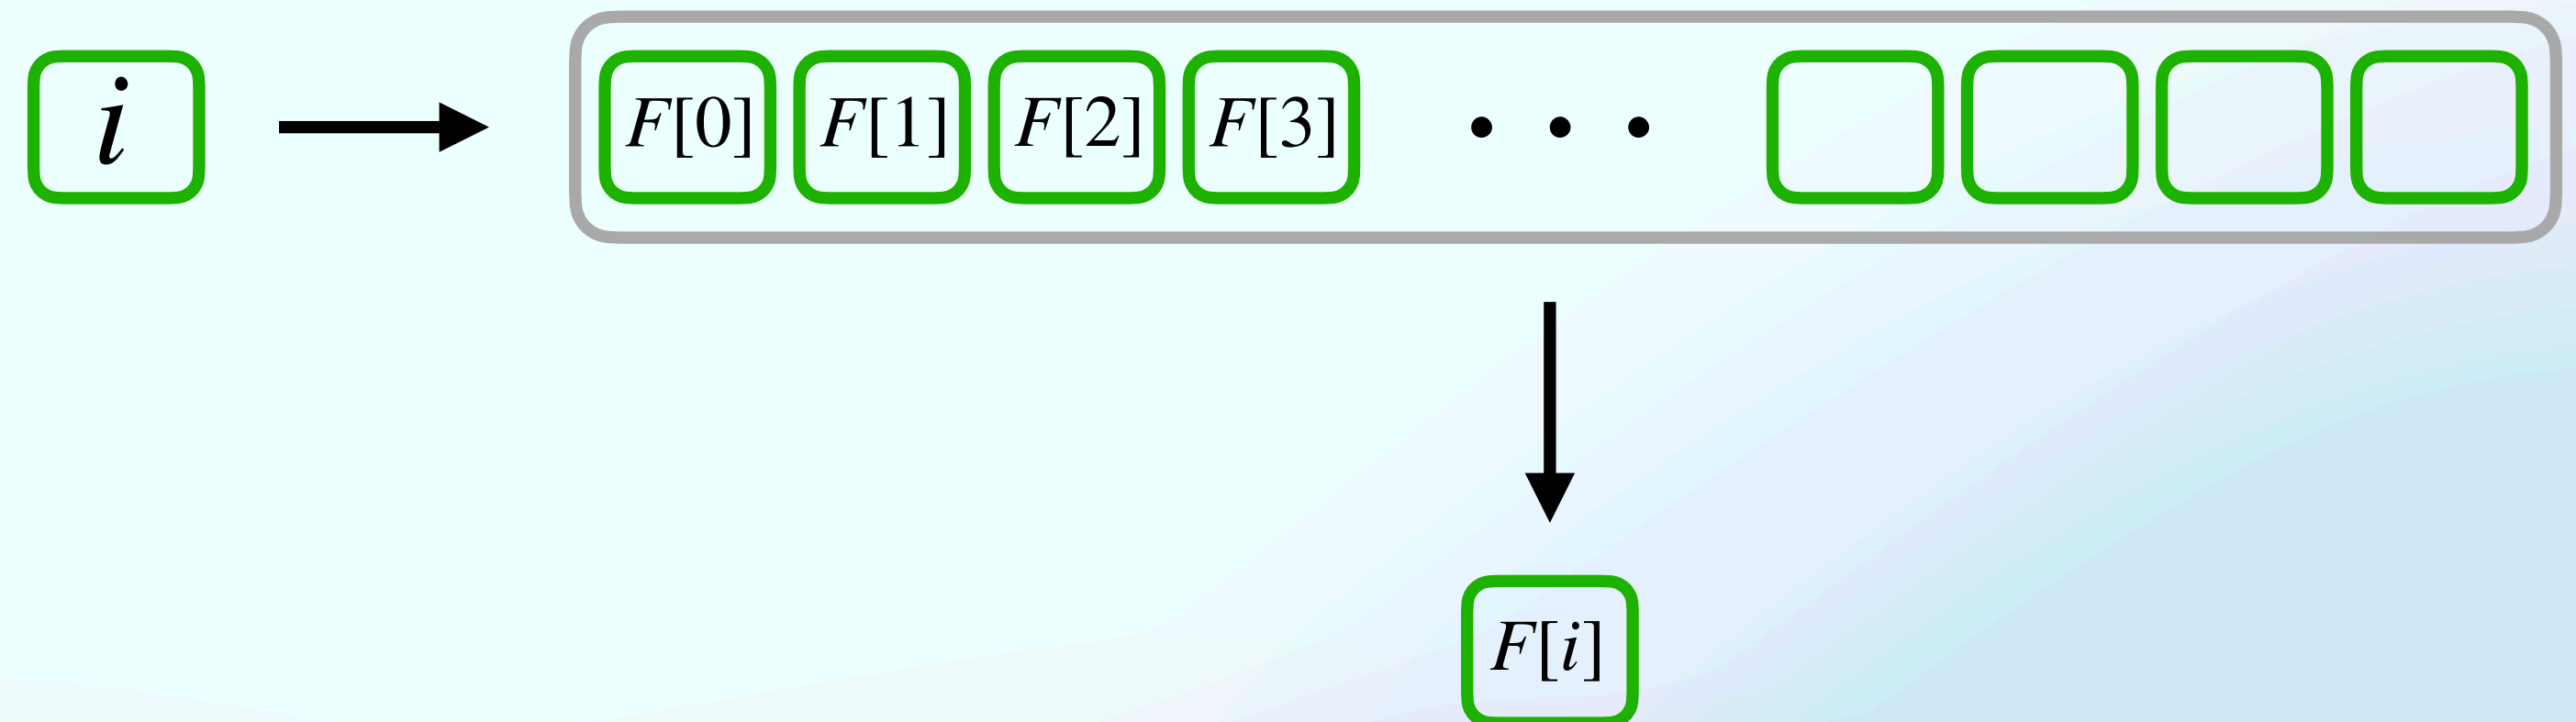 i F[0] F[1] F[2] F[3] • • •
F[i]